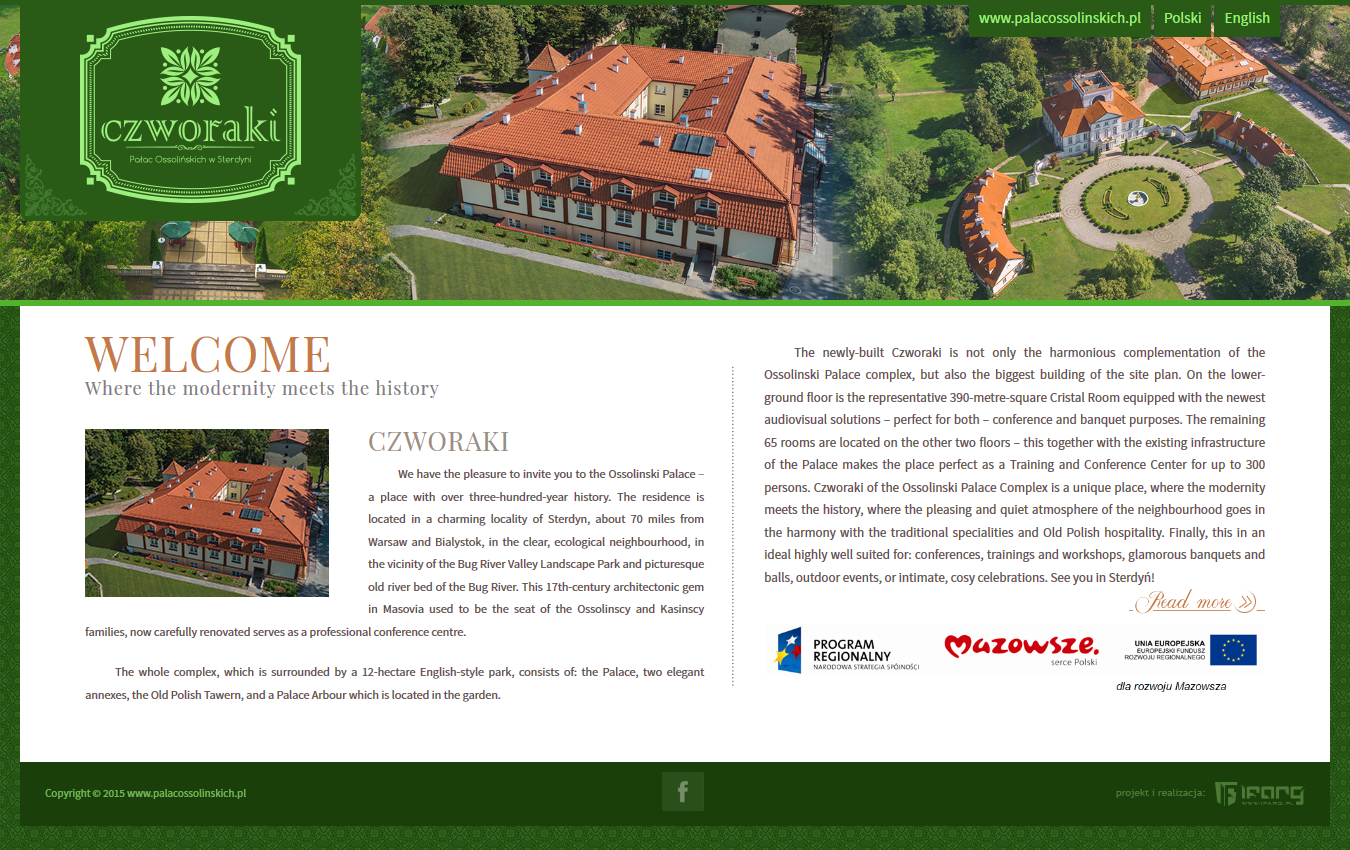 www.palacossolinskich.pl
Polski
English
czworaki
Pałac Ossolińskich w Sterdyni
WELCOME
Where the modernity meets the history
CZWORAKI
We have the pleasure to invite you to the Ossolinski Palace –
a place with over three-hundred-year history. The residence is
located in a charming locality of Sterdyn, about 70 miles from
Warsaw and Bialystok, in the clear, ecological neighbourhood, in
the vicinity of the Bug River Valley Landscape Park and picturesque
old river bed of the Bug River. This 17th-century architectonic gem
in Masovia used to be the seat of the Ossolinscy and Kasinscy
families, now carefully renovated serves as a professional conference centre.
The whole complex, which is surrounded by a 12-hectare English-style park, consists of: the Palace, two elegant
annexes, the Old Polish Tawern, and a Palace Arbour which is located in the garden.
The newly-built Czworaki is not only the harmonious complementation of the
Ossolinski Palace complex, but also the biggest building of the site plan. On the lower-
ground floor is the representative 390-metre-square Cristal Room equipped with the newest
audiovisual solutions – perfect for both – conference and banquet purposes. The remaining
65 rooms are located on the other two floors – this together with the existing infrastructure
of the Palace makes the place perfect as a Training and Conference Center for up to 300
persons. Czworaki of the Ossolinski Palace Complex is a unique place, where the modernity
meets the history, where the pleasing and quiet atmosphere of the neighbourhood goes in
the harmony with the traditional specialities and Old Polish hospitality. Finally, this in an
ideal highly well suited for: conferences, trainings and workshops, glamorous banquets and
balls, outdoor events, or intimate, cosy celebrations. See you in Sterdyń!
Read more
PROGRAM
REGIONALNY
NARODOWA STRATEGIA SPÓJNOŚCI
Mazowsze.
serce Polski
UNIA EUROPEJSKA
EUROPEJSKI FUNDUSZ
ROZWOJU REGIONALNEGO
dla rozwoju Mazowsza
Copyright © 2015 www.palacossolinskich.pl
f
projekt i realizacja:
IFARG
WWW.IFARG.PL